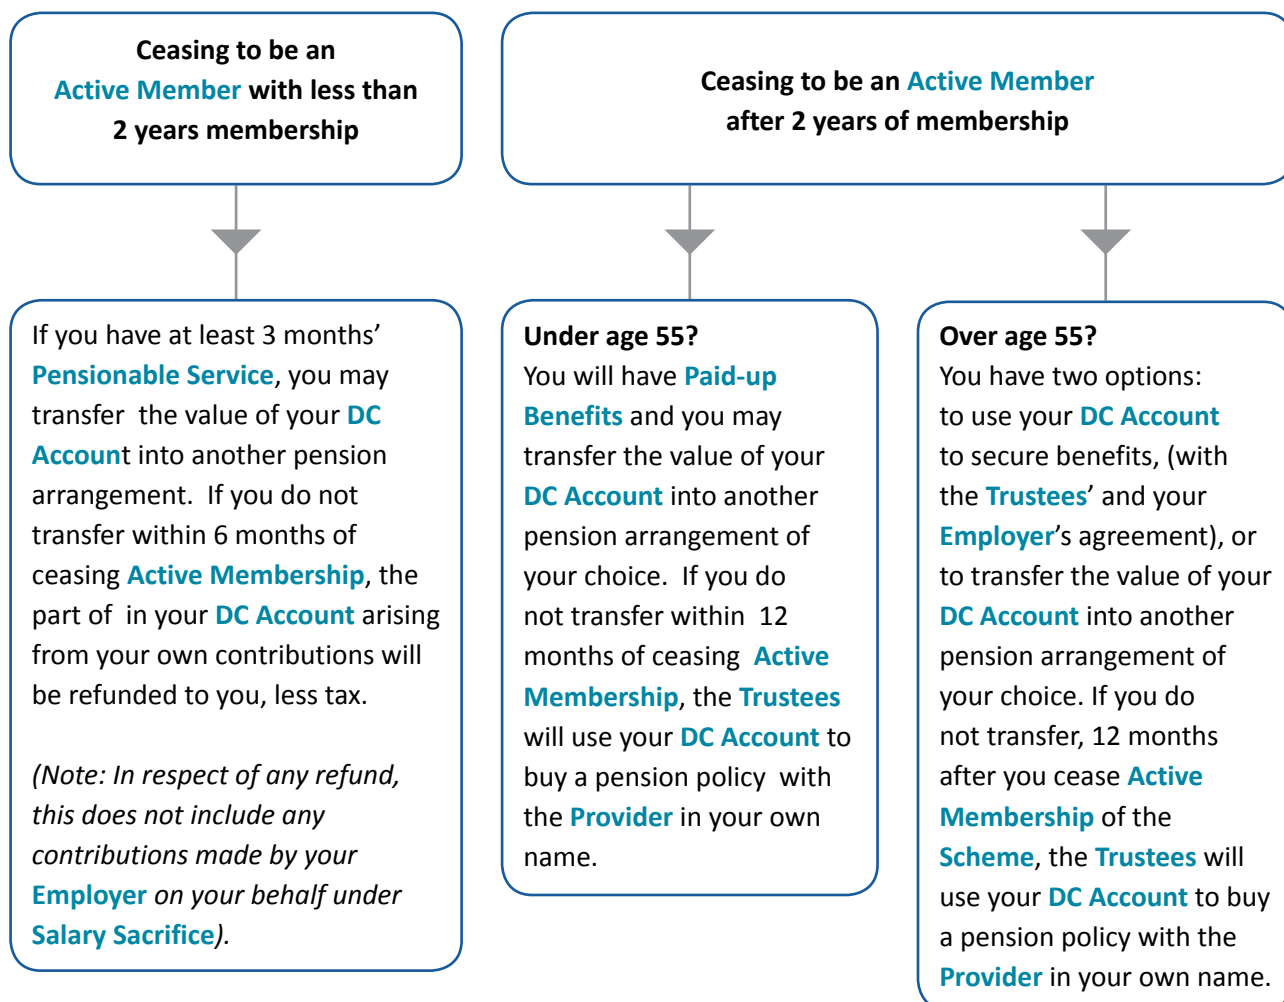 Ceasing to be an
Active Member with less than
2 years membership
Ceasing to be an Active Member
after 2 years of membership
If you have at least 3 months’
Pensionable Service, you may
transfer  the value of your DC
Account into another pension
arrangement.  If you do not
transfer within 6 months of
ceasing Active Membership, the
part of  in your DC Account arising
from your own contributions will
be refunded to you, less tax.
(Note: In respect of any refund,
this does not include any
contributions made by your
Employer on your behalf under
Salary Sacrifice).
Under age 55?
You will have Paid-up
Benefits and you may
transfer the value of your
DC Account into another
pension arrangement of
your choice.  If you do
not transfer within  12
months of ceasing  Active
Membership, the Trustees
will use your DC Account to
buy a pension policy  with
the Provider in your own
name.
Over age 55?
You have two options:
to use your DC Account
to secure benefits, (with
the Trustees’ and your
Employer’s agreement), or
to transfer the value of your
DC Account into another
pension arrangement of
your choice. If you do
not transfer, 12 months
after you cease Active
Membership of the
Scheme, the Trustees will
use your DC Account to buy
a pension policy with the
Provider in your own name.